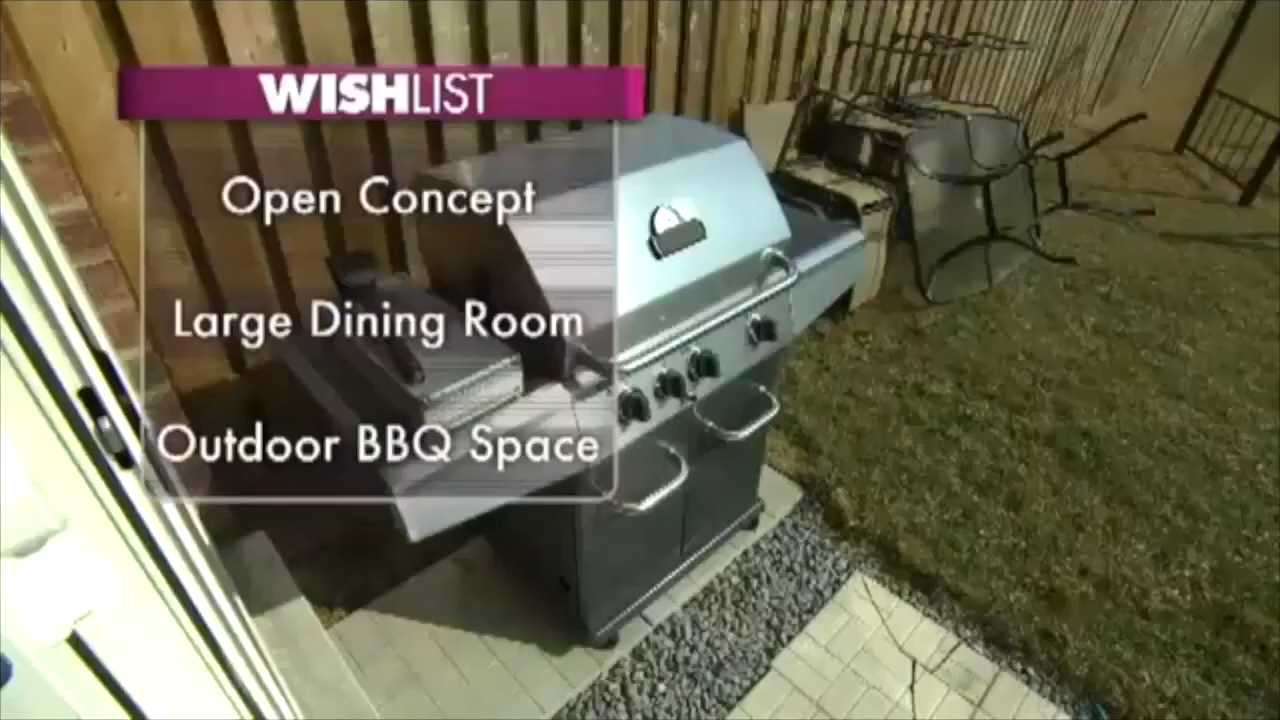 WISHLIST
Open Concept
Large Dining Room
Outdoor BBQ Space